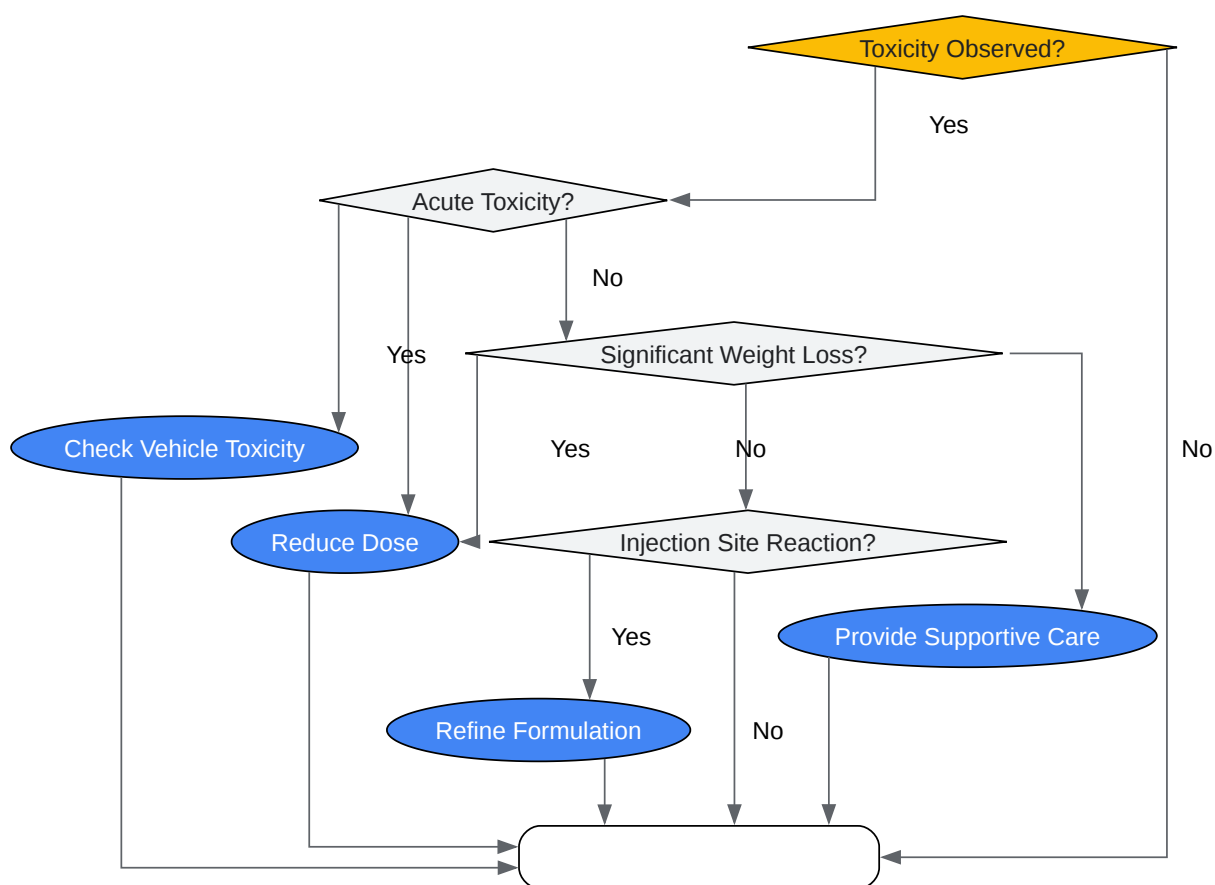 Toxicity Observed?
Yes
Acute Toxicity?
No
Yes
Significant Weight Loss?
Check Vehicle Toxicity
Yes
No
No
Reduce Dose
Injection Site Reaction?
Yes
Provide Supportive Care
Refine Formulation
No